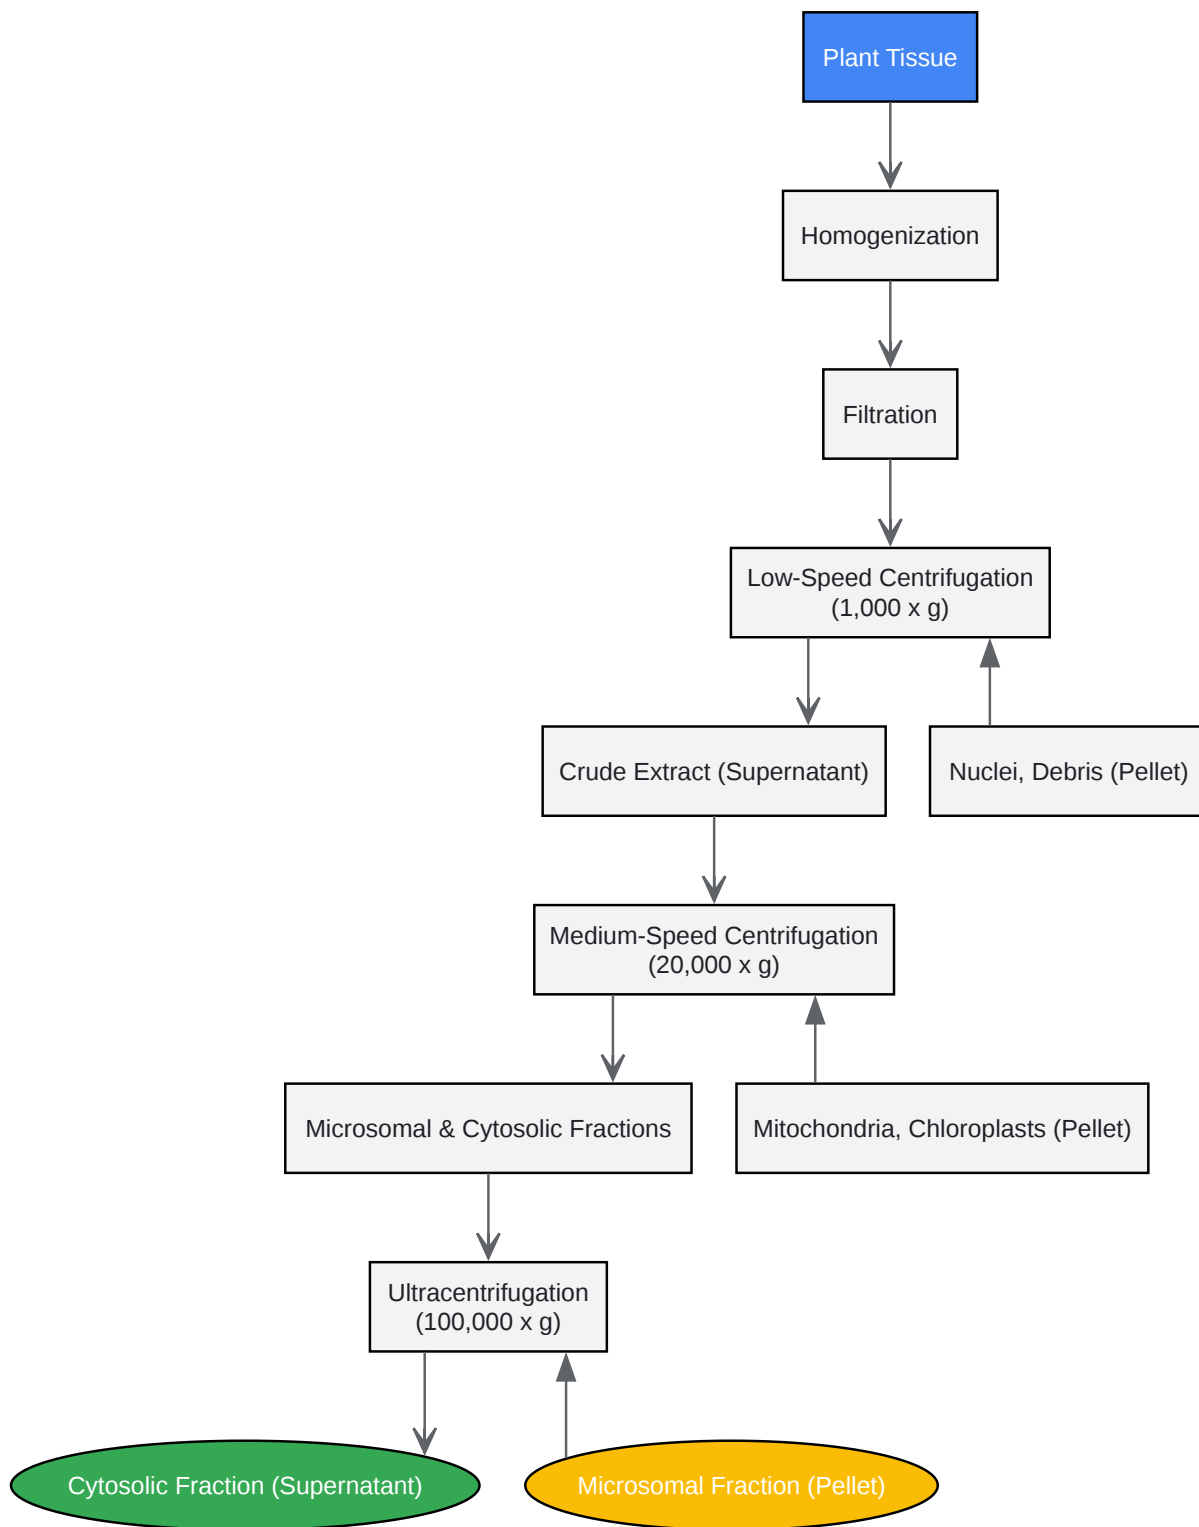 Plant Tissue
Homogenization
Filtration
Low-Speed Centrifugation
(1,000 x g)
Crude Extract (Supernatant)
Nuclei, Debris (Pellet)
Medium-Speed Centrifugation
(20,000 x g)
Microsomal & Cytosolic Fractions
Mitochondria, Chloroplasts (Pellet)
Ultracentrifugation
(100,000 x g)
Cytosolic Fraction (Supernatant)
Microsomal Fraction (Pellet)